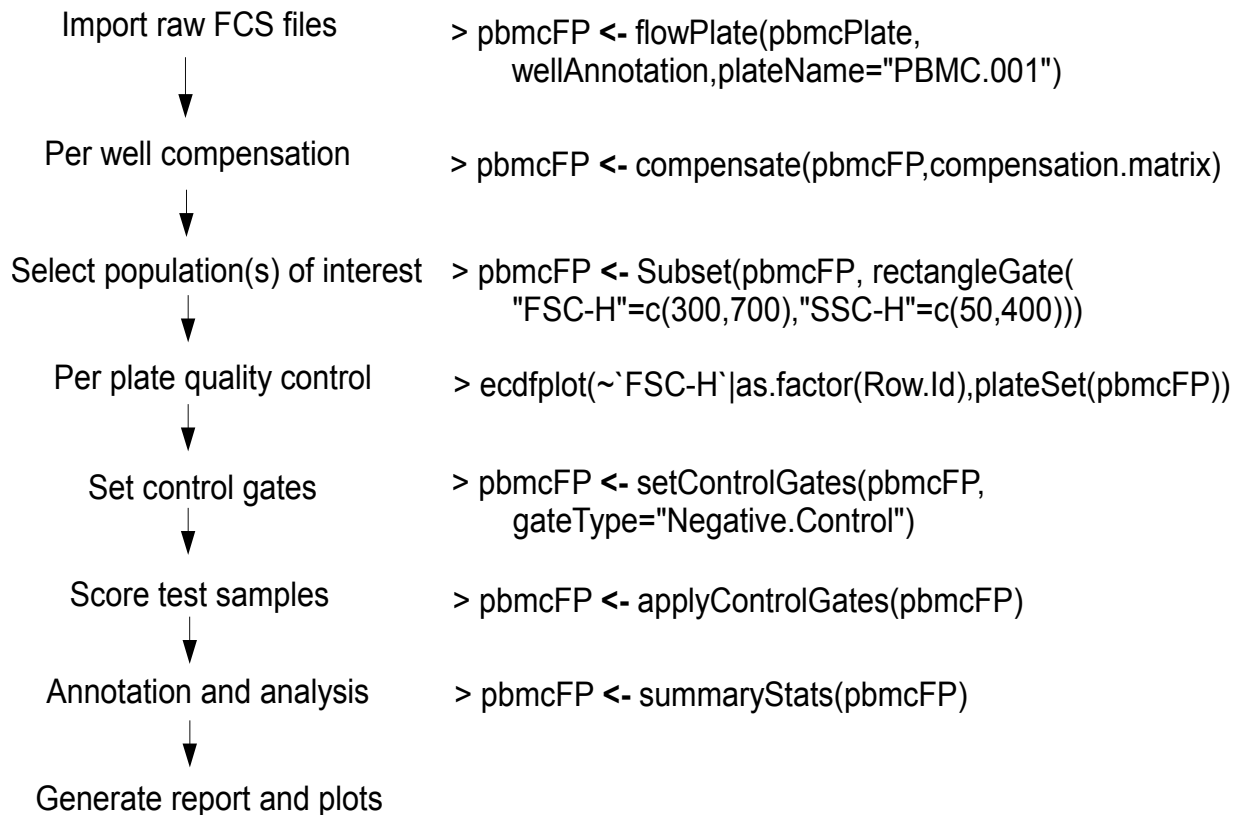 Import raw FCS files
> pbmcFP <- flowPlate(pbmcPlate,
wellAnnotation,plateName="PBMC.001")
Per well compensation
> pbmcFP <- compensate(pbmcFP,compensation.matrix)
Select population(s) of interest
> pbmcFP <- Subset(pbmcFP, rectangleGate(
"FSC-H"=c(300,700),"SSC-H"=c(50,400)))
Per plate quality control
> ecdfplot(~`FSC-H`|as.factor(Row.Id),plateSet(pbmcFP))
Set control gates
> pbmcFP <- setControlGates(pbmcFP,
gateType="Negative.Control")
Score test samples
> pbmcFP <- applyControlGates(pbmcFP)
Annotation and analysis
> pbmcFP <- summaryStats(pbmcFP)
Generate report and plots